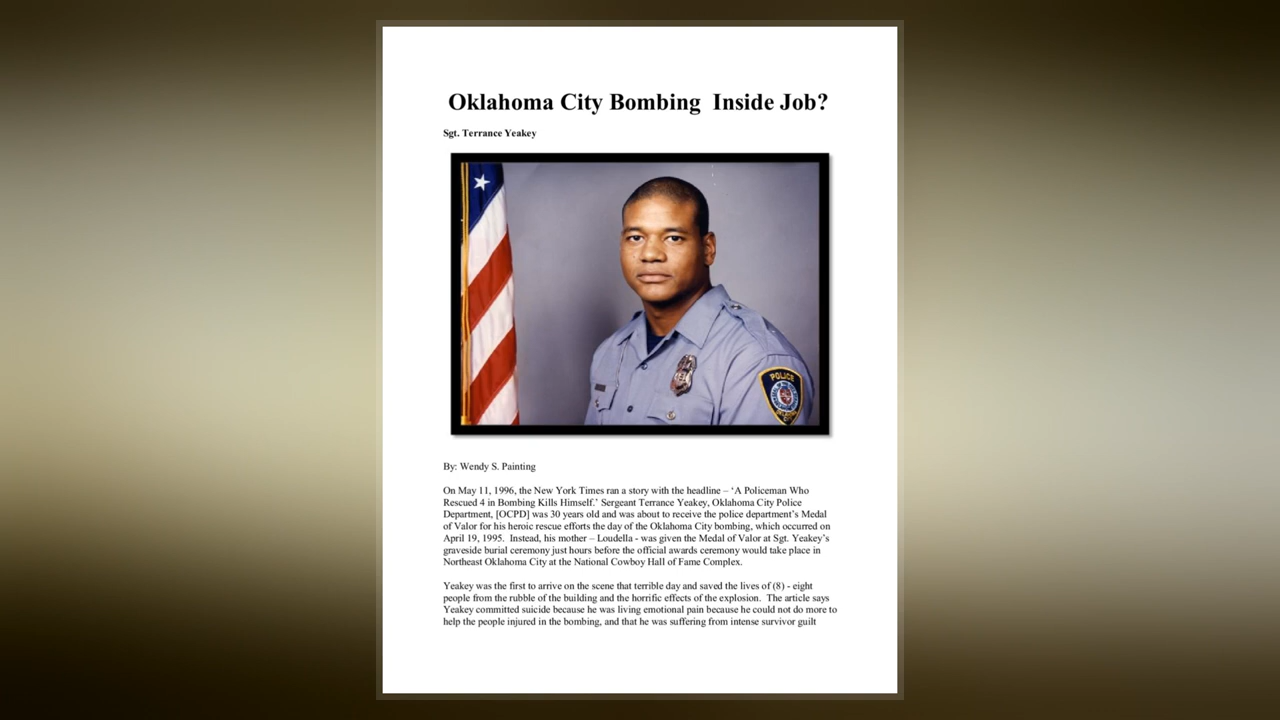 Oklahoma City Bombing  Inside Job?
Sgt. Terrance Yeakey
POLICE
By: Wendy S. Painting
On May 11, 1996, the New York Times ran a story with the headline – ‘A Policeman Who
Rescued 4 in Bombing Kills Himself.’ Sergeant Terrance Yeakey, Oklahoma City Police
Department, [OCPD] was 30 years old and was about to receive the police department’s Medal
of Valor for his heroic rescue efforts the day of the Oklahoma City bombing, which occurred on
April 19, 1995.  Instead, his mother – Loudella - was given the Medal of Valor at Sgt. Yeakey’s
graveside burial ceremony just hours before the official awards ceremony would take place in
Northeast Oklahoma City at the National Cowboy Hall of Fame Complex.
Yeakey was the first to arrive on the scene that terrible day and saved the lives of (8) - eight
people from the rubble of the building and the horrific effects of the explosion.  The article says
Yeakey committed suicide because he was living emotional pain because he could not do more to
help the people injured in the bombing, and that he was suffering from intense survivor guilt